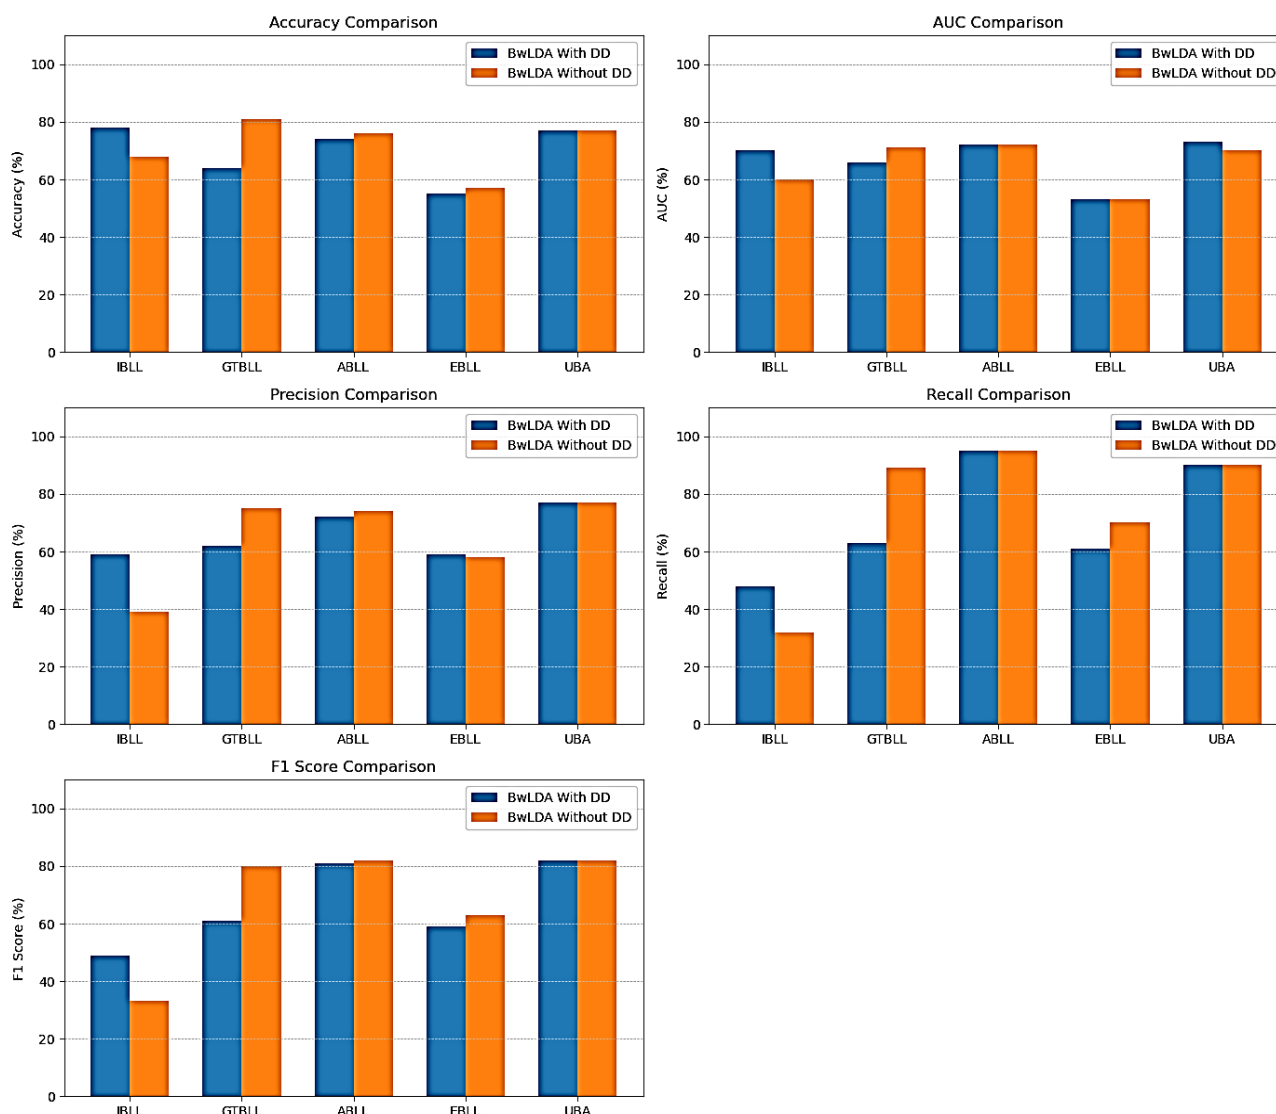 Accuracy Comparison
Accuracy (%)
100
80
60
40
20
0
BwLDA With DD
BwLDA Without DD
IBLL GTBLL ABLL EBLL UBA
AUC Comparison
AUC (%)
100
80
60
40
20
0
BwLDA With DD
BwLDA Without DD
IBLL GTBLL ABLL EBLL UBA
Precision Comparison
Precision (%)
100
80
60
40
20
0
BwLDA With DD
BwLDA Without DD
IBLL GTBLL ABLL EBLL UBA
Recall Comparison
Recall (%)
100
80
60
40
20
0
BwLDA With DD
BwLDA Without DD
IBLL GTBLL ABLL EBLL UBA
F1 Score Comparison
F1 Score (%)
100
80
60
40
20
0
BwLDA With DD
BwLDA Without DD
IBLL GTBLL ABLL EBLL UBA